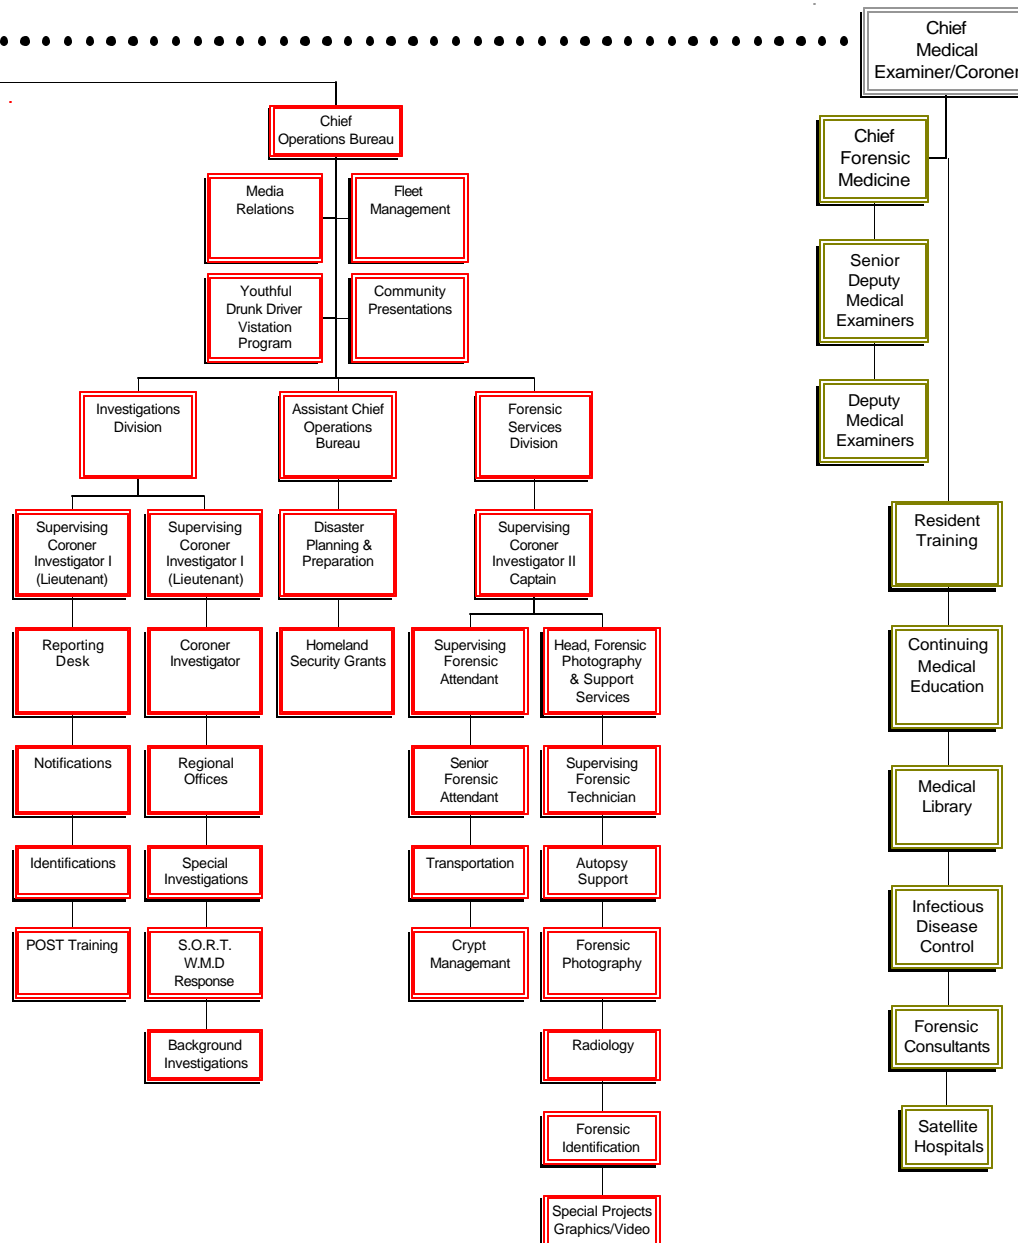 Chief
Medical
Examiner/Coroner
Chief
Operations Bureau
Media
Relations
Fleet
Management
Youthful
Drunk Driver
Vistation
Program
Community
Presentations
Investigations
Division
Assistant Chief
Operations
Bureau
Forensic
Services
Division
Supervising
Coroner
Investigator I
(Lieutenant)
Supervising
Coroner
Investigator I
(Lieutenant)
Disaster
Planning &
Preparation
Supervising
Coroner
Investigator II
Captain
Reporting
Desk
Coroner
Investigator
Homeland
Security Grants
Supervising
Forensic
Attendant
Head, Forensic
Photography
& Support
Services
Notifications
Regional
Offices
Senior
Forensic
Attendant
Supervising
Forensic
Technician
Identifications
Special
Investigations
Transportation
Autopsy
Support
POST Training
S.O.R.T.
W.M.D
Response
Crypt
Managemant
Forensic
Photography
Background
Investigations
Radiology
Forensic
Identification
Special Projects
Graphics/Video
Chief
Forensic
Medicine
Senior
Deputy
Medical
Examiners
Deputy
Medical
Examiners
Resident
Training
Continuing
Medical
Education
Medical
Library
Infectious
Disease
Control
Forensic
Consultants
Satellite
Hospitals